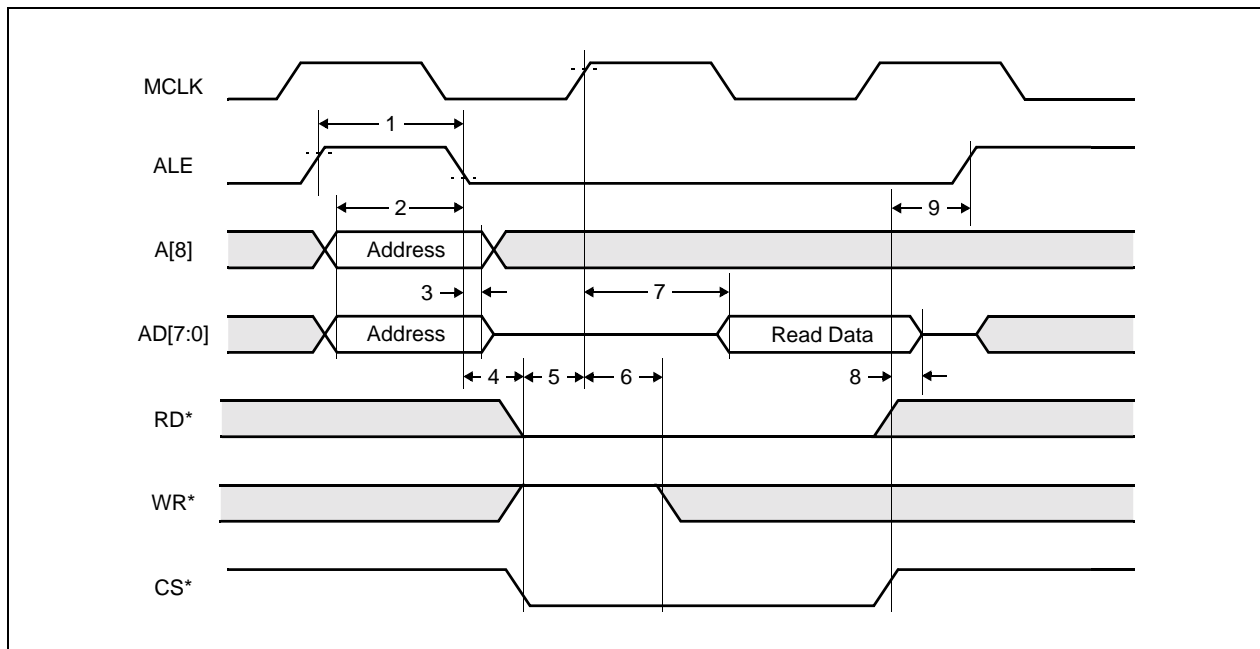 MCLK
1
ALE
2
9
A[8]
Address
3
7
AD[7:0]
Address
Read Data
4
5
6
8
RD*
WR*
CS*